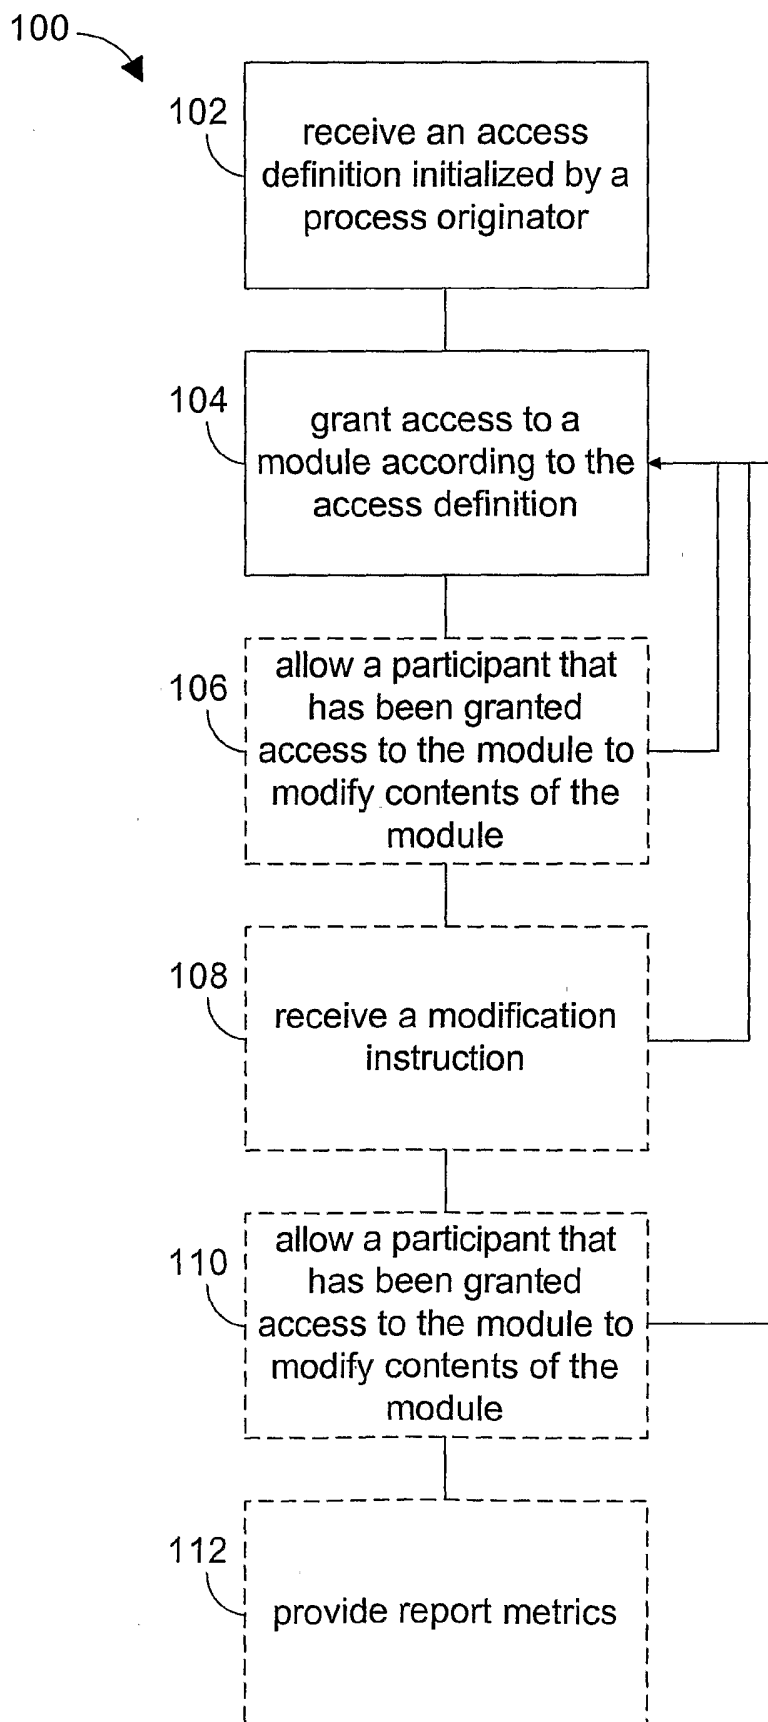 100
102
receive an access
definition initialized by a
process originator
104
grant access to a
module according to the
access definition
106
allow a participant that
has been granted
access to the module to
modify contents of the
module
108
receive a modification
instruction
110
allow a participant that
has been granted
access to the module to
modify contents of the
module
112
provide report metrics